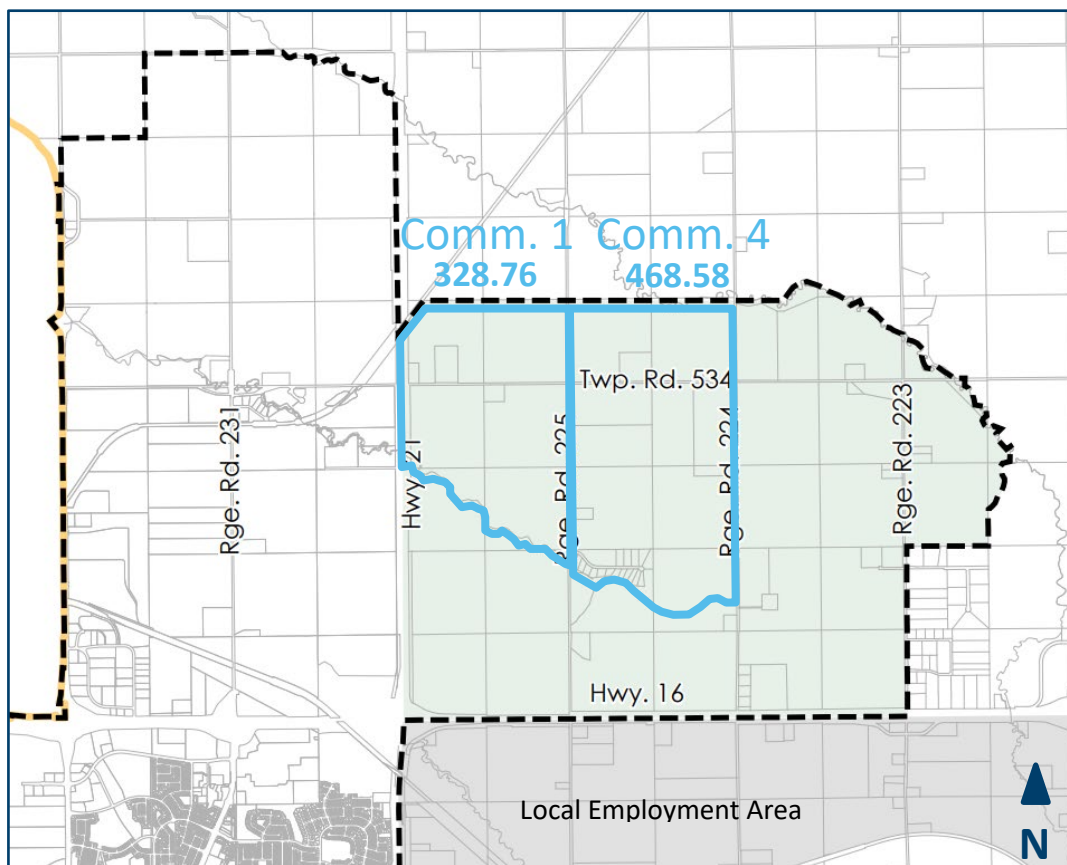 Comm. 1
Comm. 4
328.76
468.58
Twp. Rd. 534
Rge. Rd. 231
Hwy. 21
Rge. Rd. 225
Rge. Rd. 224
Rge. Rd. 223
Hwy. 16
Local Employment Area
N